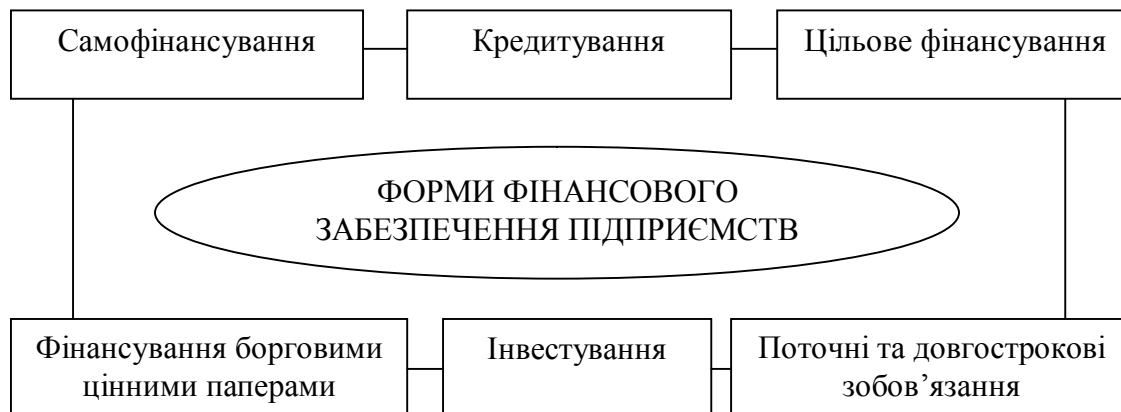 Самофінансування
Кредитування
Цільове фінансування
ФОРМИ ФІНАНСОВОГО
ЗАБЕЗПЕЧЕННЯ ПІДПРИЄМСТВ
Фінансування борговими
цінними паперами
Інвестування
Поточні та довгострокові
зобов’язання